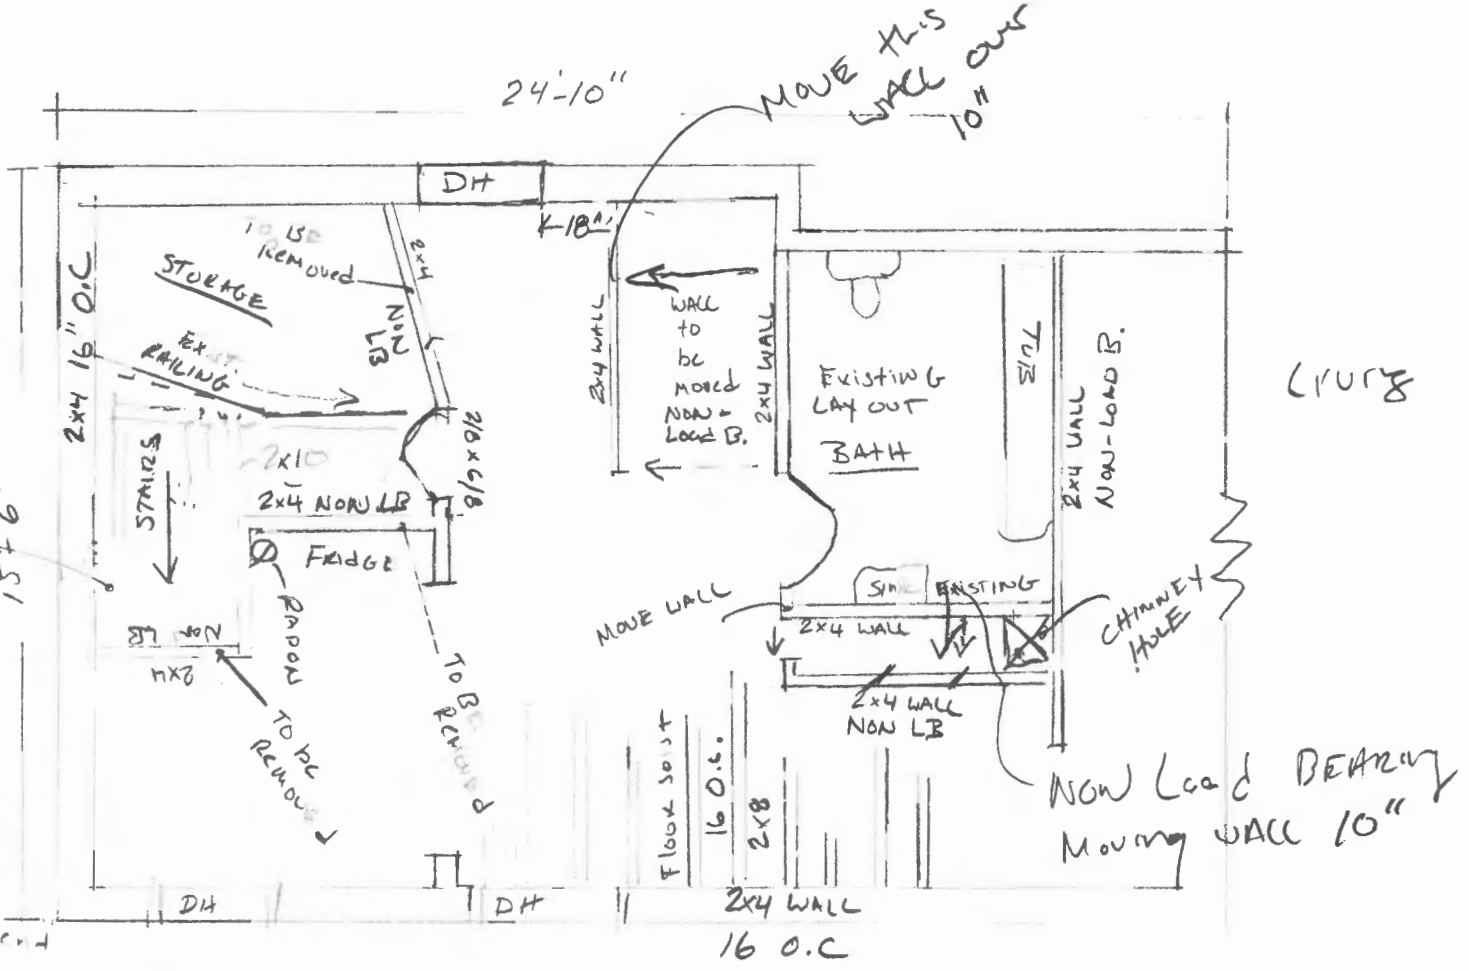 24'-10"
MOVE this
WALL over
10"
DH
18"
TO BE
REMOVED
STORAGE
2x4
NON
LB
EXIST.
RAILING
2x4 16" O.C
2x4 WALL
WALL
to
be
moved
NON-
Load B.
2x4 WALL
EXISTING
LAY OUT
BATH
TUB
2x4 WALL
NON-LOAD B.
STAIRS
2x10
2x4 NON LB
2/0 x 6/8
FRIDGE
RADON
NON LB
2x4
TO BE
REMOVED
TO BE
REMOVED
MOVE WALL
SINK
EXISTING
2x4 WALL
CHIMNEY
HOLE
2x4 WALL
NON LB
FLOOR JOIST
16 O.C.
2x8
NON Load BEARING
Moving WALL 10"
DH
DH
2x4 WALL
16 O.C